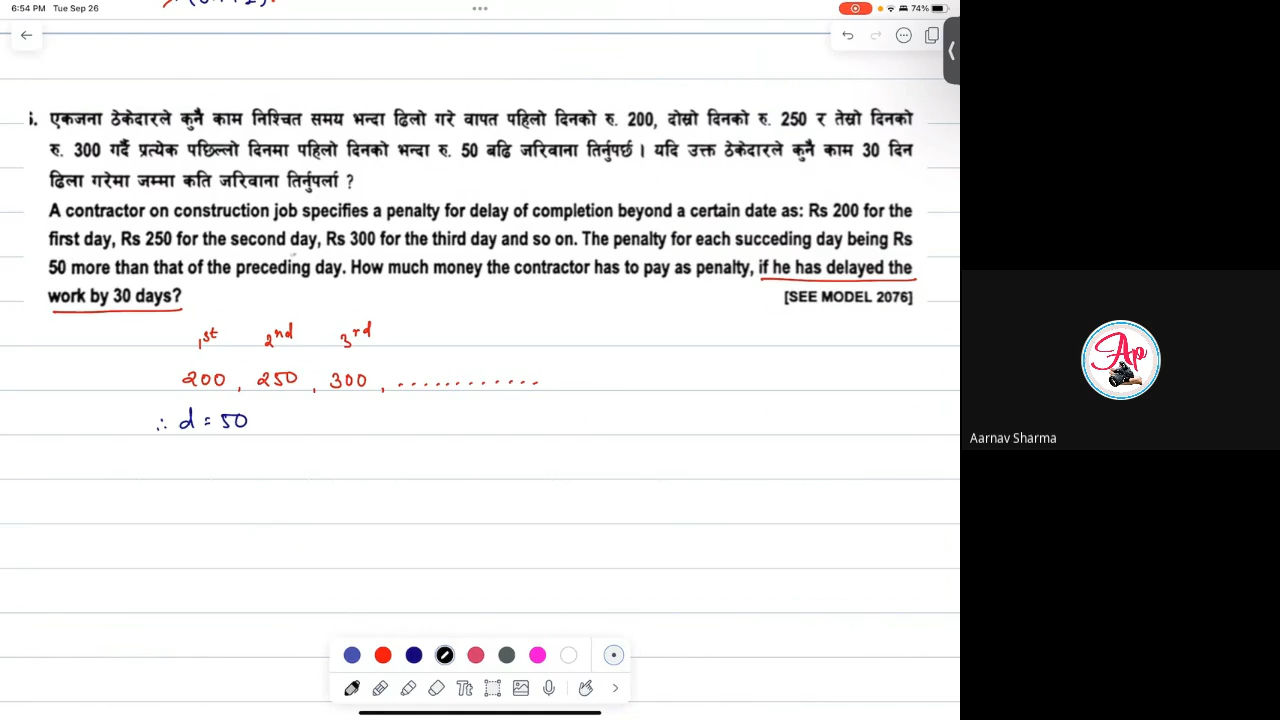 6:54 PM Tue Sep 26
74%
i. एकजना ठेकेदारले कुनै काम निश्चित समय भन्दा ढिलो गरे वापत पहिलो दिनको रु. 200, दोस्रो दिनको रु. 250 र तेस्रो दिनको
रु. 300 गर्दै प्रत्येक पछिल्लो दिनमा पहिलो दिनको भन्दा रु. 50 बढि जरिवाना तिर्नुपर्छ । यदि उक्त ठेकेदारले कुनै काम 30 दिन
ढिला गरेमा जम्मा कति जरिवाना तिर्नुपर्ला ?
A contractor on construction job specifies a penalty for delay of completion beyond a certain date as: Rs 200 for the
first day, Rs 250 for the second day, Rs 300 for the third day and so on. The penalty for each succeding day being Rs
50 more than that of the preceding day. How much money the contractor has to pay as penalty, if he has delayed the
work by 30 days? [SEE MODEL 2076]
1st 2nd 3rd
200 , 250 , 300 , ............
∴ d = 50
Tt
Ap
Aarnav Sharma